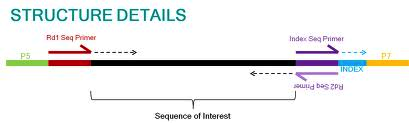 STRUCTURE DETAILS
Rd1 Seq Primer
Index Seq Primer
P5
P7
INDEX
Rd2 Seq Primer
Sequence of Interest